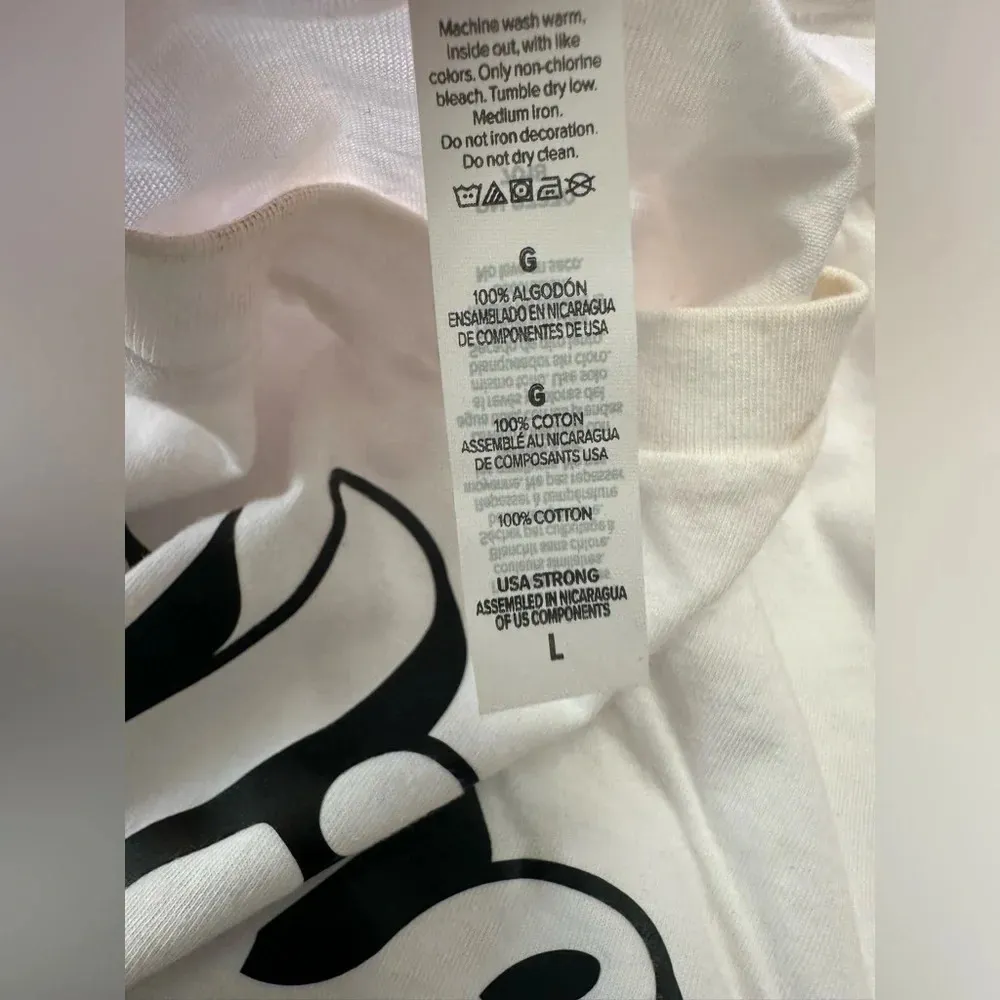 Machine wash warm,
inside out, with like
colors. Only non-chlorine
bleach. Tumble dry low.
Medium iron.
Do not iron decoration.
Do not dry clean.
G
100% ALGODÓN
ENSAMBLADO EN NICARAGUA
DE COMPONENTES DE USA
G
100% COTON
ASSEMBLÉ AU NICARAGUA
DE COMPOSANTS USA
100% COTTON
USA STRONG
ASSEMBLED IN NICARAGUA
OF US COMPONENTS
L